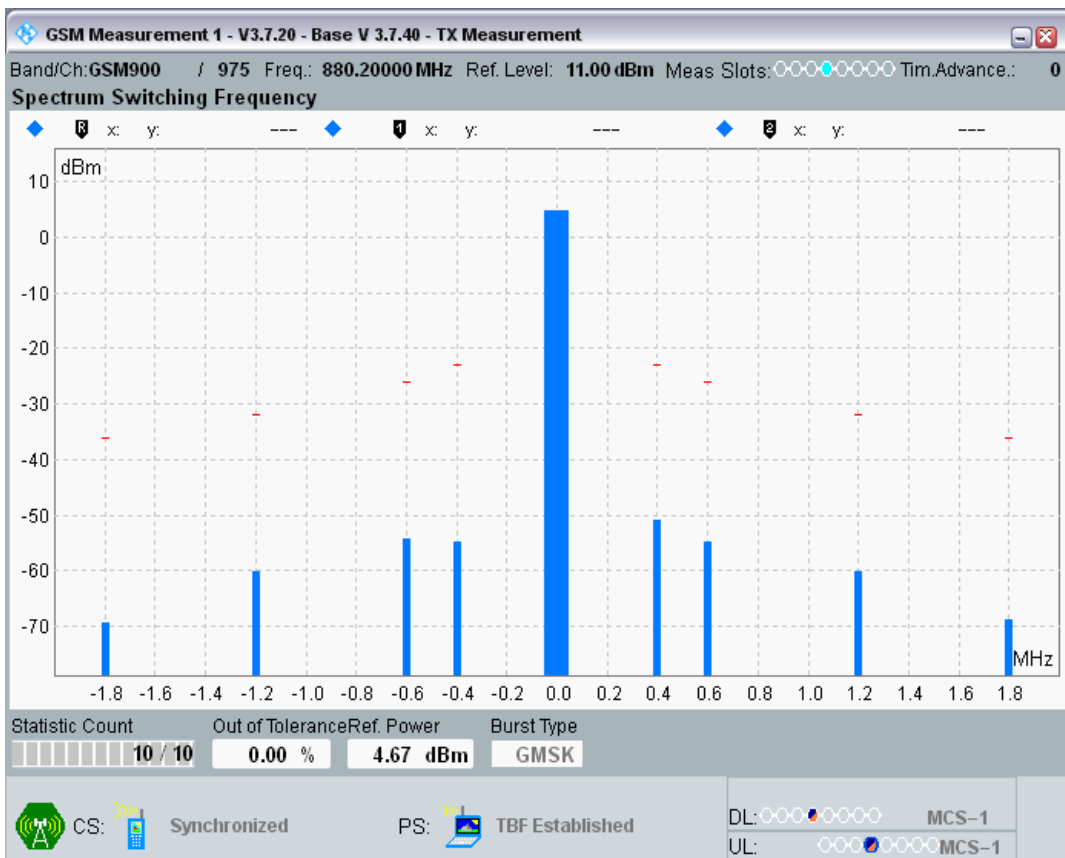 GSM Measurement 1 - V3.7.20 - Base V 3.7.40 - TX Measurement
Band/Ch:GSM900 / 975 Freq.: 880.20000 MHz Ref. Level: 11.00 dBm Meas Slots: Tim.Advance.: 0
Spectrum Switching Frequency
R x: y: --- 1 x: y: --- 2 x: y: ---
dBm
10
0
-10
-20
-30
-40
-50
-60
-70
MHz
-1.8 -1.6 -1.4 -1.2 -1.0 -0.8 -0.6 -0.4 -0.2 0.0 0.2 0.4 0.6 0.8 1.0 1.2 1.4 1.6 1.8
Statistic Count Out of Tolerance Ref. Power Burst Type
10 / 10 0.00 % 4.67 dBm GMSK
CS: Synchronized PS: TBF Established
DL: MCS-1
UL: MCS-1